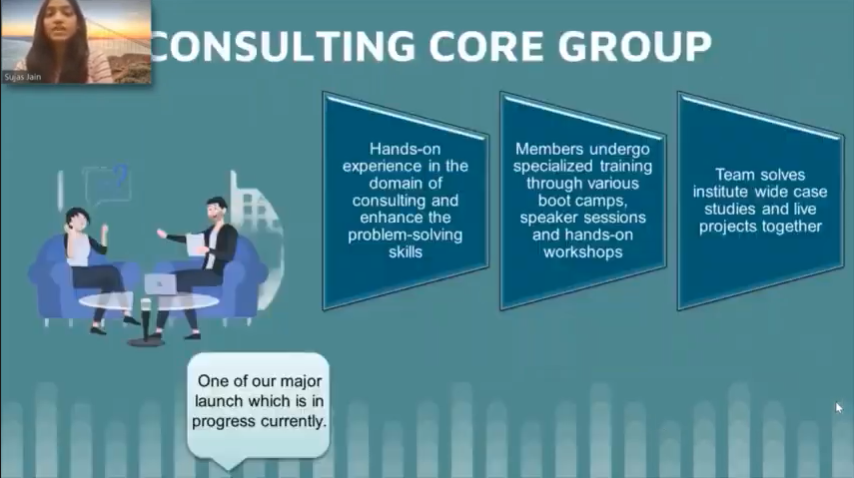 Sujas Jain
CONSULTING CORE GROUP
Hands-on
experience in the
domain of
consulting and
enhance the
problem-solving
skills
Members undergo
specialized training
through various
boot camps,
speaker sessions
and hands-on
workshops
Team solves
institute wide case
studies and live
projects together
One of our major
launch which is in
progress currently.